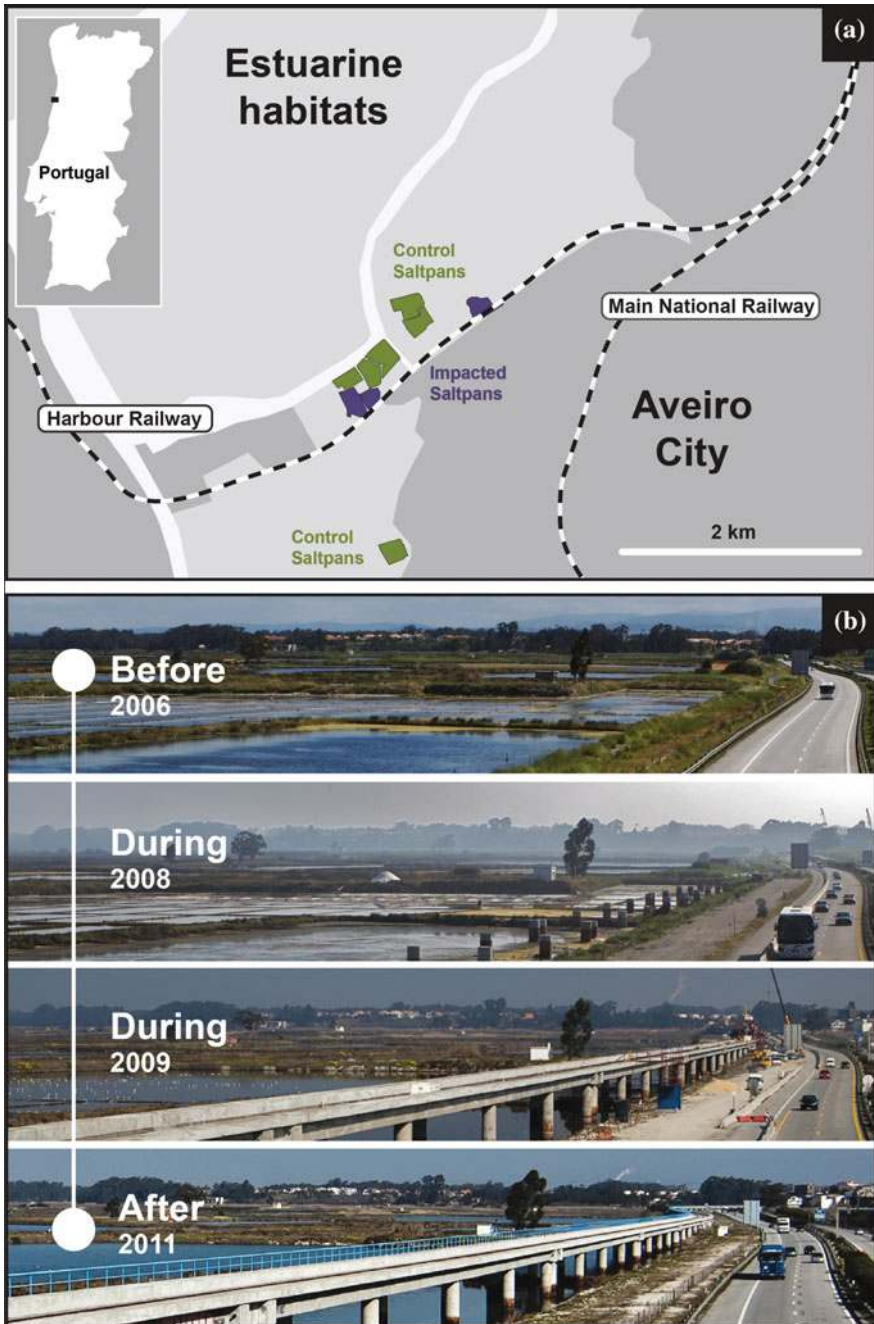 (a)
Estuarine
habitats
Portugal
Control
Saltpans
Main National Railway
Impacted
Saltpans
Harbour Railway
Aveiro
City
Control
Saltpans
2 km
(b)
Before
2006
During
2008
During
2009
After
2011